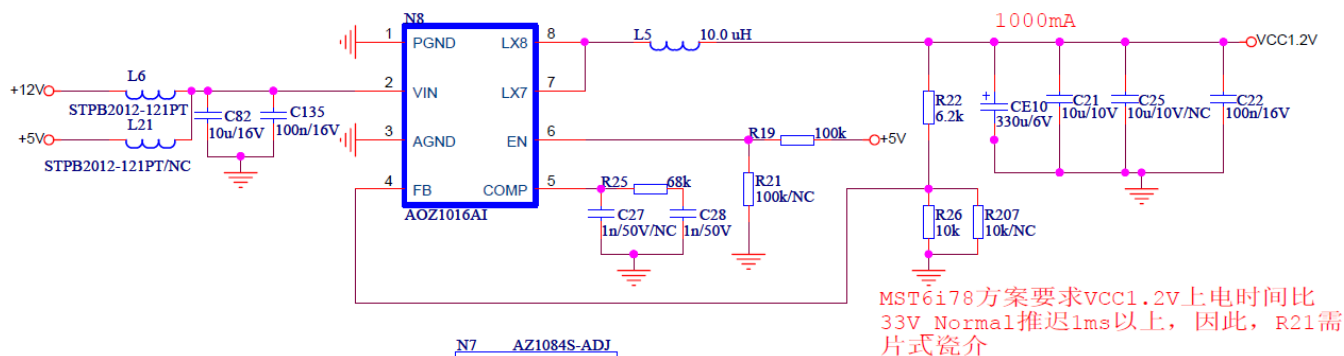 N8
1000mA
1 PGND LX8 8
L5 10.0 uH
VCC1.2V
L6
+12V
STPB2012-121PT
2 VIN LX7 7
C82
10u/16V
C135
100n/16V
R22
6.2k
CE10
330u/6V
C21
10u/10V
C25
10u/10V/NC
C22
100n/16V
L21
+5V
STPB2012-121PT/NC
3 AGND EN 6
R19 100k
+5V
4 FB COMP 5
AOZ1016AI
R25 68k
R21
100k/NC
C27
1n/50V/NC
C28
1n/50V
R26
10k
R207
10k/NC
MST6i78方案要求VCC1.2V上电时间比
33V_Normal推迟1ms以上，因此，R21需
片式瓷介
N7 AZ1084S-ADJ